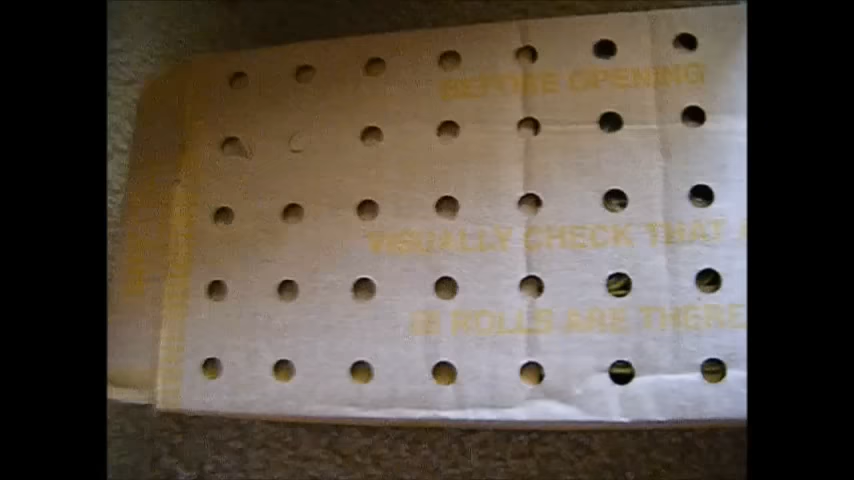 BEFORE OPENING
VISUALLY CHECK THAT
ROLLS ARE THERE